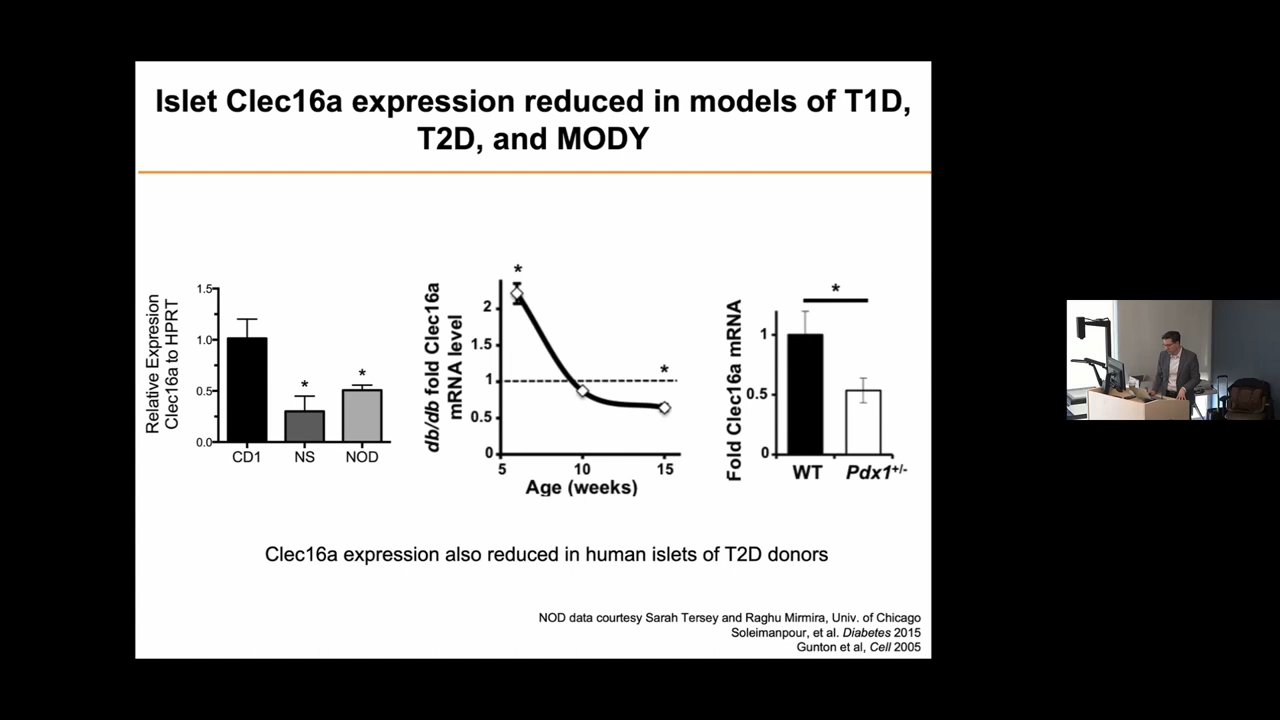 Islet Clec16a expression reduced in models of T1D,
T2D, and MODY
Relative Expression
Clec16a to HPRT
1.5
1.0
0.5
0.0
*
*
CD1 NS NOD
db/db fold Clec16a
mRNA level
2
1.5
1
0.5
0
*
*
5 10 15
Age (weeks)
Fold Clec16a mRNA
1
0.5
0
*
WT Pdx1+/-
Clec16a expression also reduced in human islets of T2D donors
NOD data courtesy Sarah Tersey and Raghu Mirmira, Univ. of Chicago
Soleimanpour, et al. Diabetes 2015
Gunton et al, Cell 2005